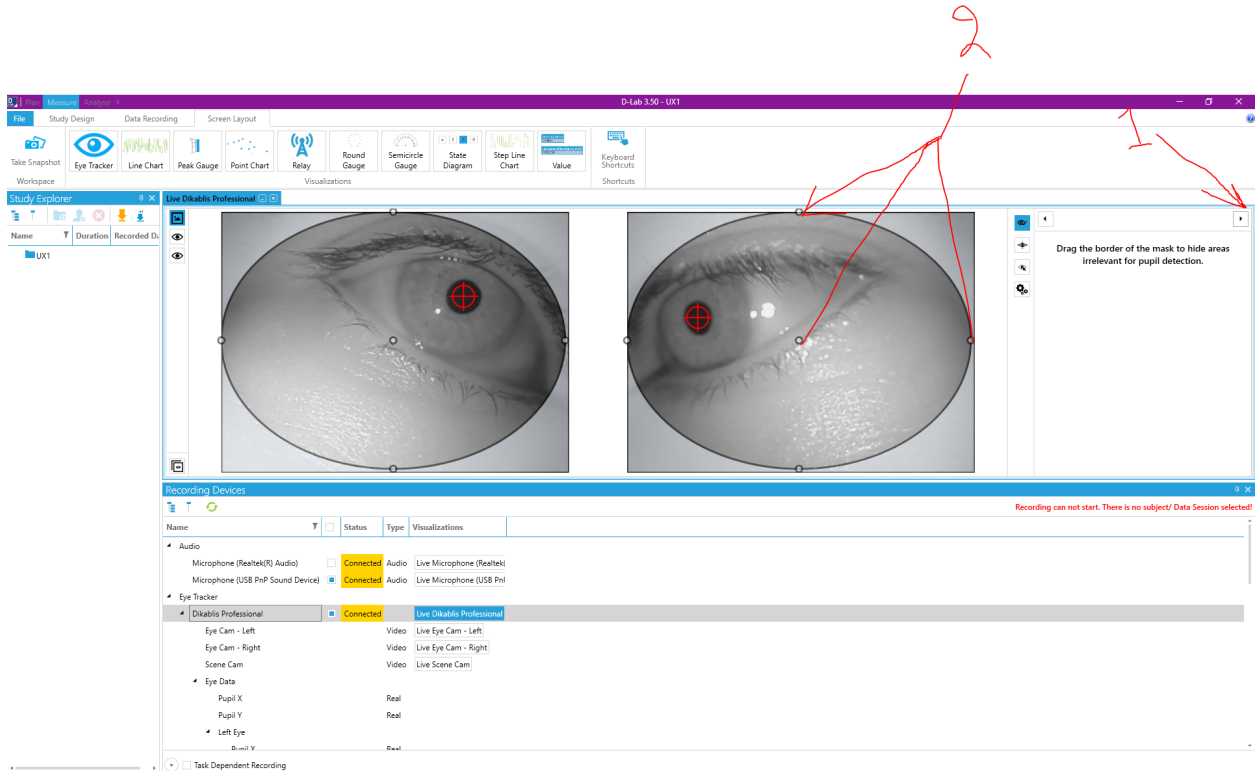 2
1
D-Lab 3.50 - UX1
Plan Measure Analyse
File Study Design Data Recording Screen Layout
Take Snapshot
Eye Tracker
Line Chart
Peak Gauge
Point Chart
Relay
Round
Gauge
Semicircle
Gauge
State
Diagram
Step Line
Chart
Value
Keyboard
Shortcuts
Workspace Visualizations Shortcuts
Study Explorer
Name Duration Recorded Da
UX1
Live Dikablis Professional
Drag the border of the mask to hide areas
irrelevant for pupil detection.
Recording Devices
Recording can not start. There is no subject/ Data Session selected!
Name Status Type Visualizations
Audio
Microphone (Realtek(R) Audio) Connected Audio Live Microphone (Realtek(
Microphone (USB PnP Sound Device) Connected Audio Live Microphone (USB PnP
Eye Tracker
Dikablis Professional Connected Live Dikablis Professional
Eye Cam - Left Video Live Eye Cam - Left
Eye Cam - Right Video Live Eye Cam - Right
Scene Cam Video Live Scene Cam
Eye Data
Pupil X Real
Pupil Y Real
Left Eye
Pupil X Real
Task Dependent Recording